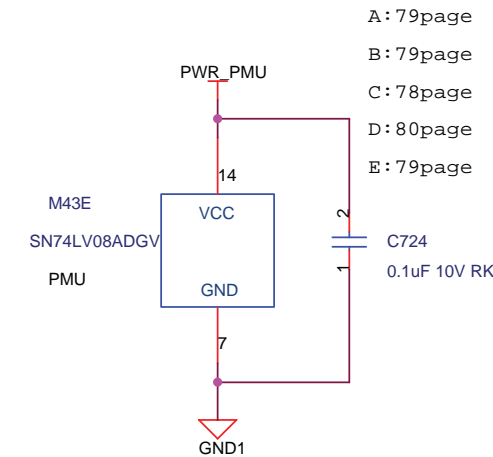 A:79page
B:79page
C:78page
D:80page
E:79page
PWR_PMU
14
M43E
SN74LV08ADGV
PMU
VCC
GND
2
1
C724
0.1uF 10V RK
7
GND1